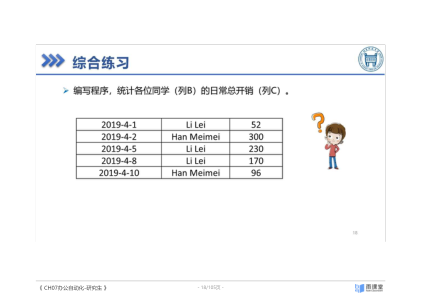 综合练习
编写程序，统计各位同学（列B）的日常总开销（列C）。
2019-4-1 Li Lei 52
2019-4-2 Han Meimei 300
2019-4-5 Li Lei 230
2019-4-8 Li Lei 170
2019-4-10 Han Meimei 96
《 CH07办公自动化-研究生 》
雨课堂